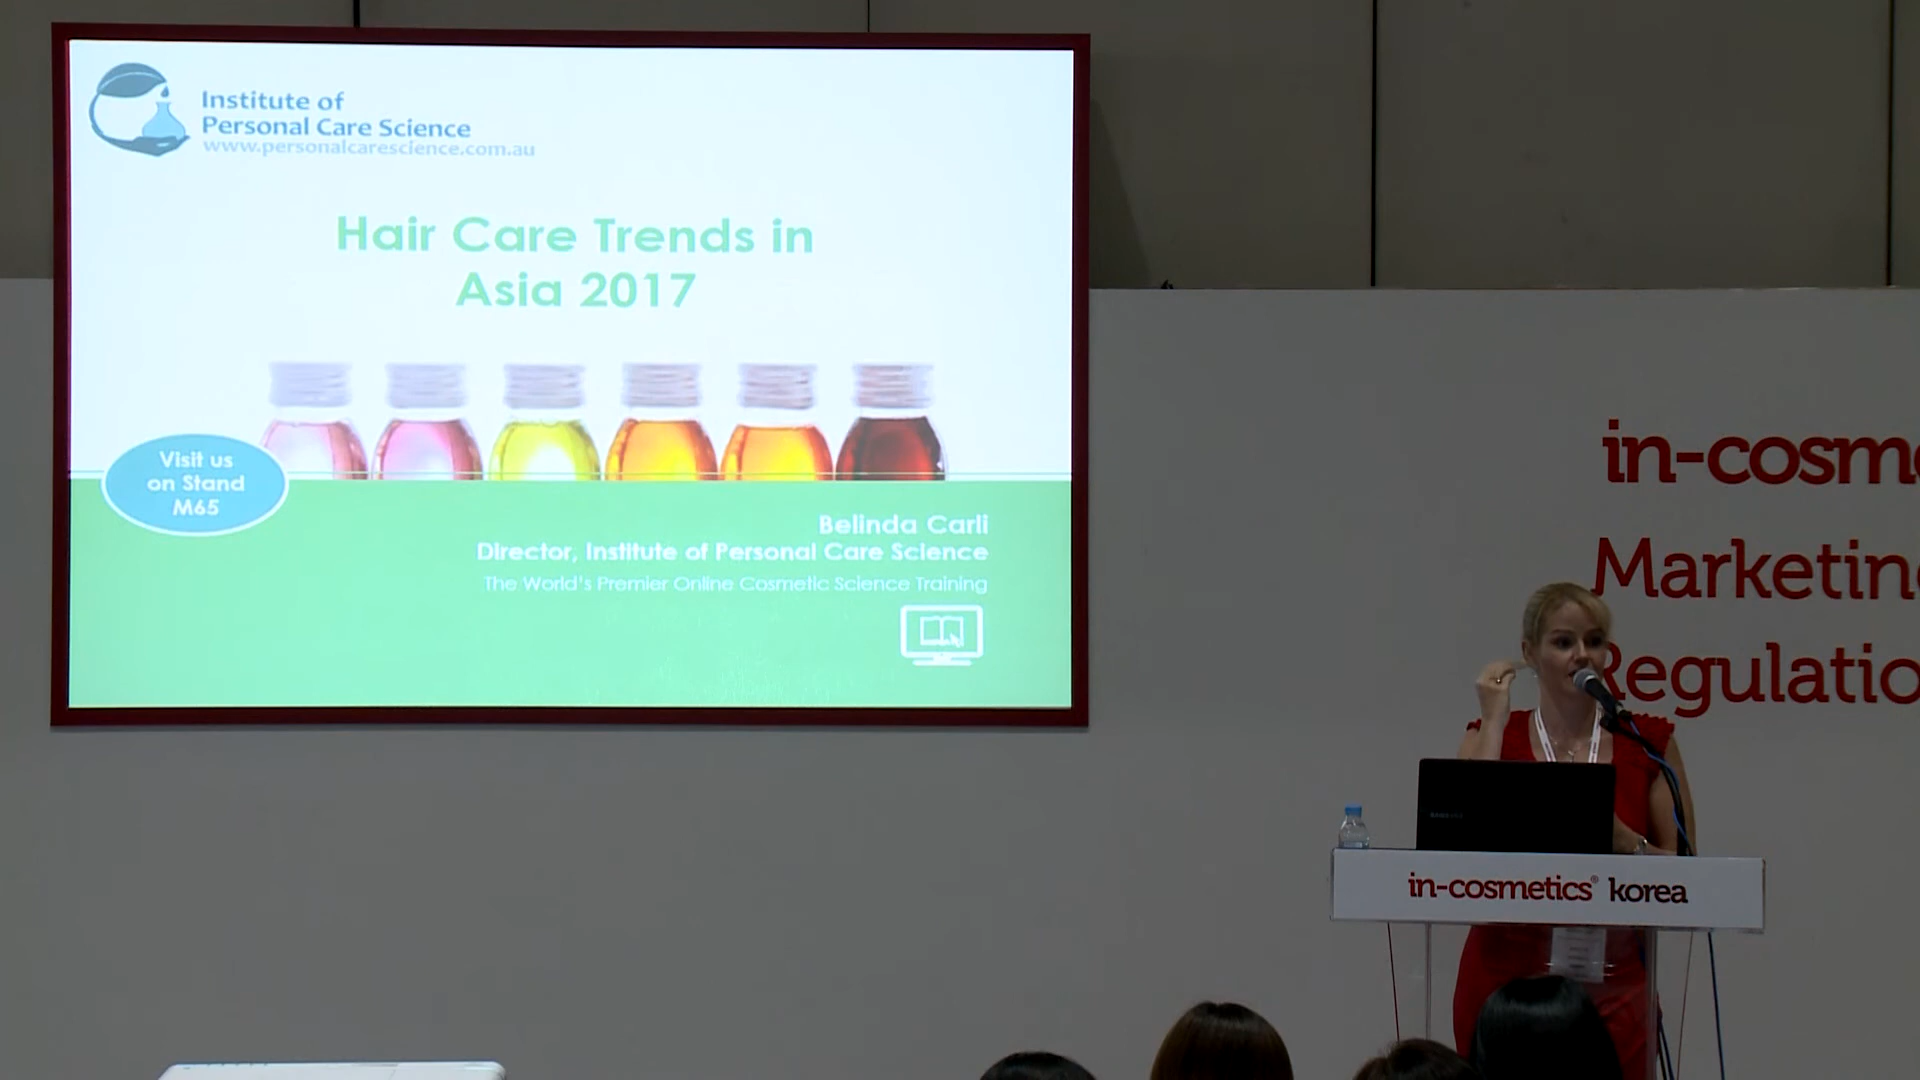 Institute of
Personal Care Science
www.personalcarescience.com.au
Hair Care Trends in
Asia 2017
Visit us
on Stand
M65
Belinda Carli
Director, Institute of Personal Care Science
The World's Premier Online Cosmetic Science Training
in-cosme
Marketing
Regulatio
in-cosmetics® korea